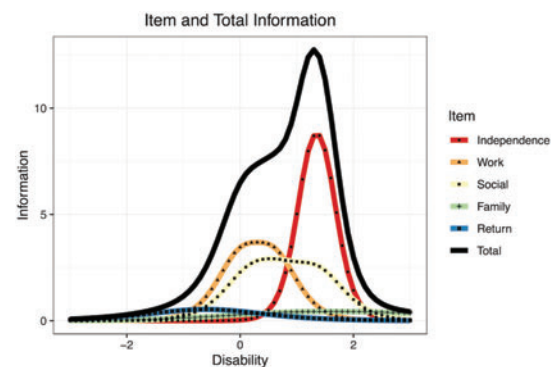 Item and Total Information
10
5
0
Information
−2
0
2
Disability
Item
Independence
Work
Social
Family
Return
Total